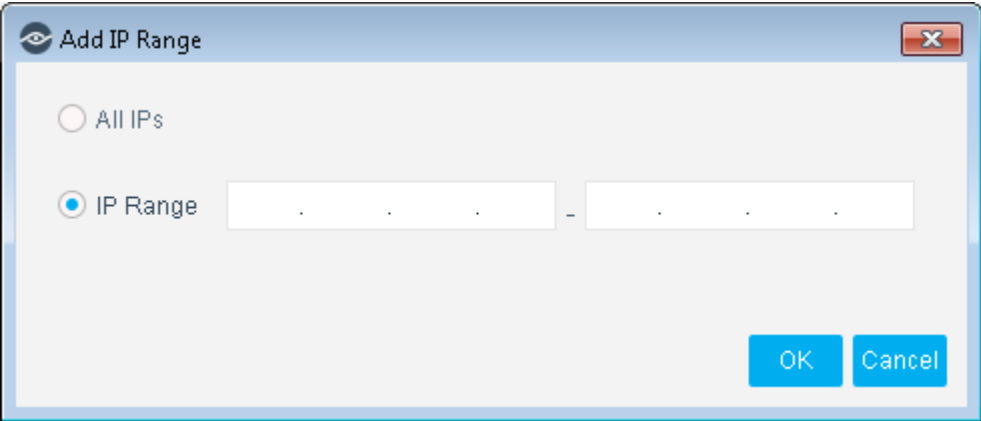 Add IP Range
All IPs
IP Range . . . - . . .
OK Cancel